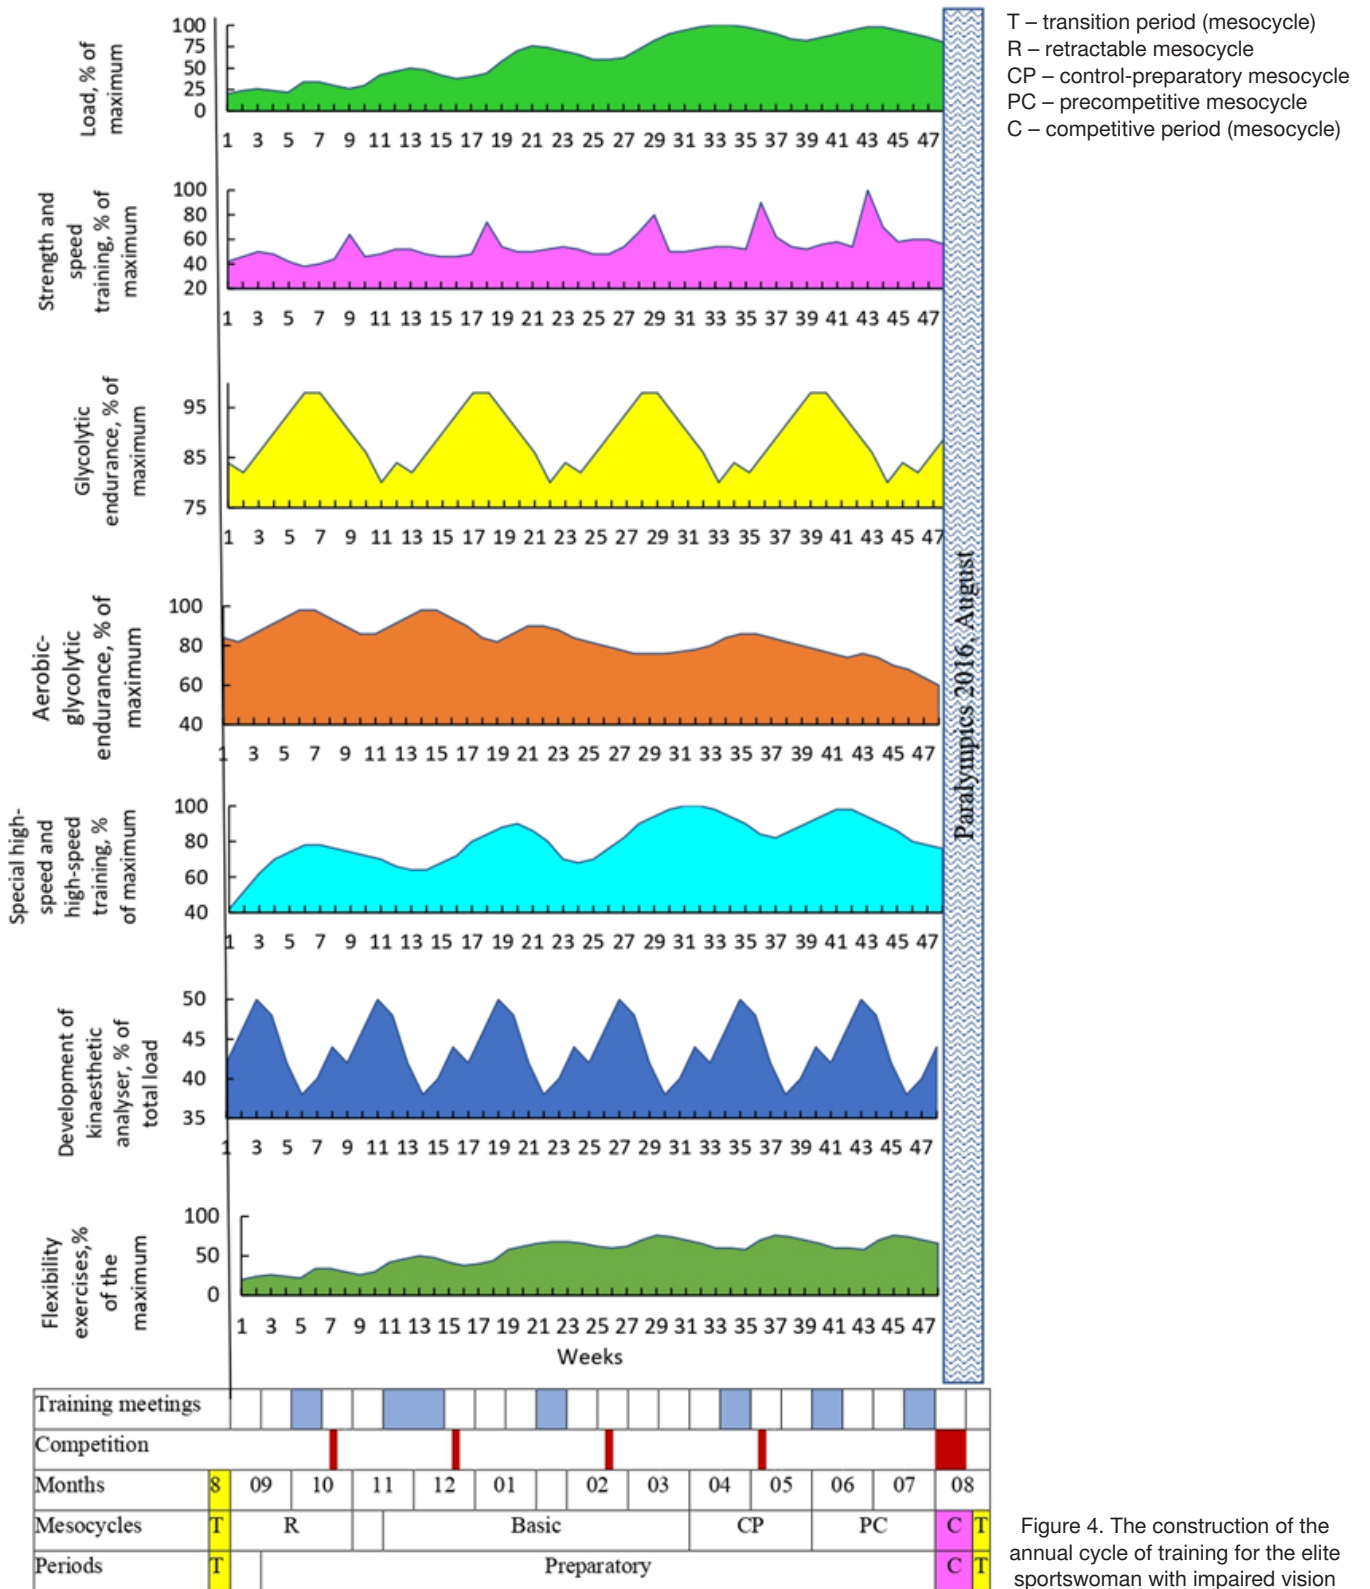 T – transition period (mesocycle)
R – retractable mesocycle
CP – control-preparatory mesocycle
PC – precompetitive mesocycle
C – competitive period (mesocycle)
Load, % of
maximum
100
75
50
25
0
1 3 5 7 9 11 13 15 17 19 21 23 25 27 29 31 33 35 37 39 41 43 45 47
Strength and
speed
training, % of
maximum
100
80
60
40
20
1 3 5 7 9 11 13 15 17 19 21 23 25 27 29 31 33 35 37 39 41 43 45 47
Glycolytic
endurance, % of
maximum
95
85
75
1 3 5 7 9 11 13 15 17 19 21 23 25 27 29 31 33 35 37 39 41 43 45 47
Aerobic-
glycolytic
endurance, % of
maximum
100
80
60
40
1 3 5 7 9 11 13 15 17 19 21 23 25 27 29 31 33 35 37 39 41 43 45 47
Special high-
speed and
high-speed
training, %
of maximum
100
80
60
40
1 3 5 7 9 11 13 15 17 19 21 23 25 27 29 31 33 35 37 39 41 43 45 47
Development of
kinaesthetic
analyser, % of
total load
50
45
40
35
1 3 5 7 9 11 13 15 17 19 21 23 25 27 29 31 33 35 37 39 41 43 45 47
Flexibility
exercises,%
of the
maximum
100
50
0
1 3 5 7 9 11 13 15 17 19 21 23 25 27 29 31 33 35 37 39 41 43 45 47
Weeks
Paralympics 2016, August
Training meetings
Competition
Months 8 09 10 11 12 01 02 03 04 05 06 07 08
Mesocycles T R Basic CP PC C T
Periods T Preparatory C T
Figure 4. The construction of the
annual cycle of training for the elite
sportswoman with impaired vision